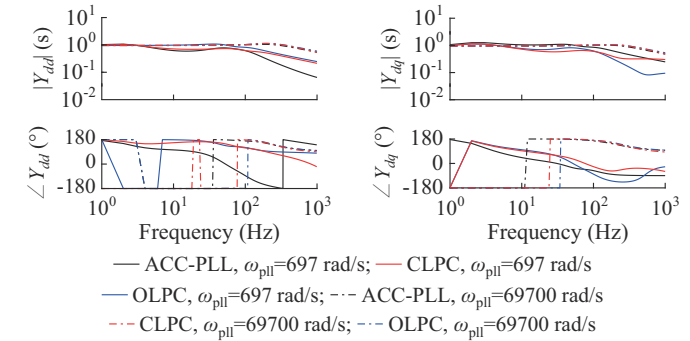 |Y_dd| (s)
10^1
10^0
10^-1
10^-2
|Y_dq| (s)
10^1
10^0
10^-1
10^-2
∠ Y_dd (°)
180
0
-180
10^0 10^1 10^2 10^3
Frequency (Hz)
∠ Y_dq (°)
180
0
-180
10^0 10^1 10^2 10^3
Frequency (Hz)
ACC-PLL, ω_pll=697 rad/s; CLPC, ω_pll=697 rad/s
OLPC, ω_pll=697 rad/s; ACC-PLL, ω_pll=69700 rad/s
CLPC, ω_pll=69700 rad/s; OLPC, ω_pll=69700 rad/s